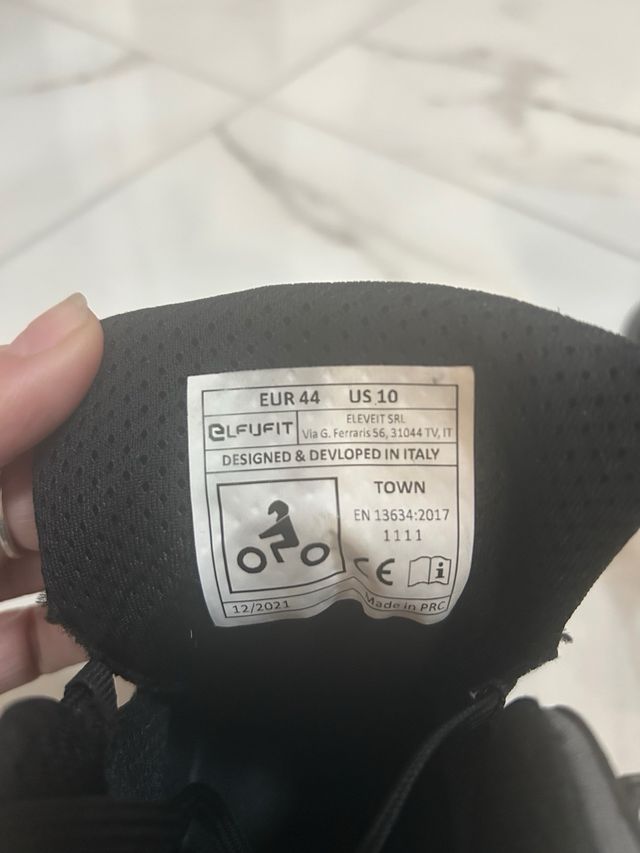 EUR 44 US 10
ELEVEIT
ELEVEIT SRL
Via G. Ferraris 56, 31044 TV, IT
DESIGNED & DEVLOPED IN ITALY
TOWN
EN 13634:2017
1111
CE i
12/2021 Made in PRC